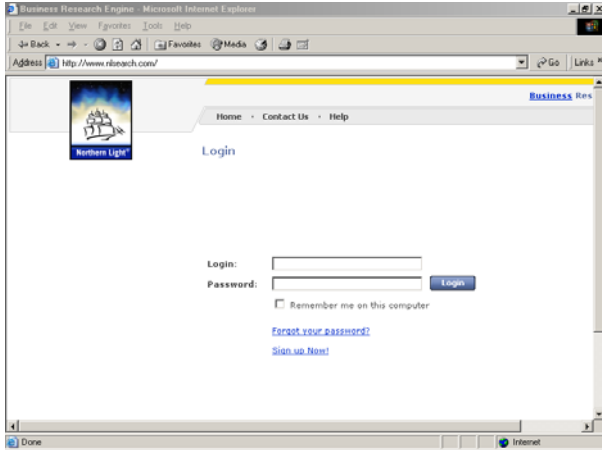 Business Research Engine - Microsoft Internet Explorer
File Edit View Favorites Tools Help
Back Favorites Media
Address http://www.nlsearch.com/ Go Links »
Business Res
Home · Contact Us · Help
Northern Light®
Login
Login:
Password: Login
Remember me on this computer
Forgot your password?
Sign up Now!
Done Internet